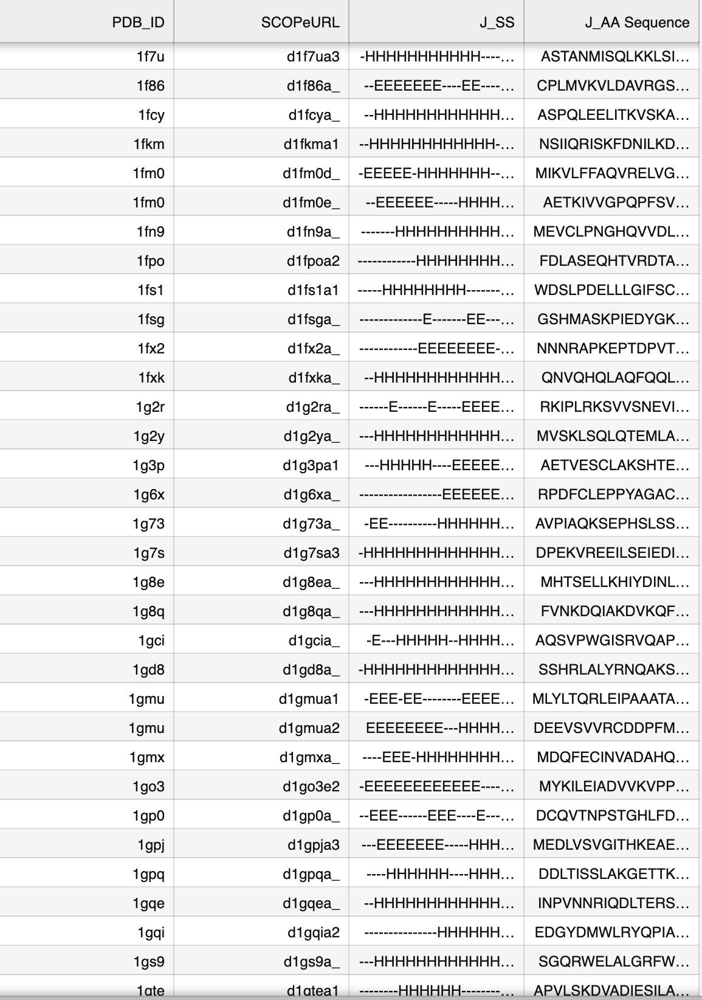 PDB_ID SCOPeURL J_SS J_AA Sequence
1f7u d1f7ua3 -HHHHHHHHHHHH----… ASTANMISQLKKLSI…
1f86 d1f86a_ --EEEEEEE----EE----… CPLMVKVLDAVRGS…
1fcy d1fcya_ --HHHHHHHHHHHHH… ASPQLEELITKVSKA…
1fkm d1fkma1 --HHHHHHHHHHHHH-… NSIIQRISKFDNILKD…
1fm0 d1fm0d_ -EEEEE-HHHHHHHH--… MIKVLFFAQVRELVG…
1fm0 d1fm0e_ --EEEEEE-----HHHH… AETKIVVGPQPFSV…
1fn9 d1fn9a_ -------HHHHHHHHHHH… MEVCLPNGHQVVDL…
1fpo d1fpoa2 ------------HHHHHHHHH… FDLASEQHTVRDTA…
1fs1 d1fs1a1 -----HHHHHHHHH-------… WDSLPDELLLGIFSC…
1fsg d1fsga_ -------------E-------EE---… GSHMASKPIEDYGK…
1fx2 d1fx2a_ ------------EEEEEEEE-… NNNRAPKEPTDPVT…
1fxk d1fxka_ --HHHHHHHHHHHHH… QNVQHQLAQFQQL…
1g2r d1g2ra_ ------E------E-----EEEE… RKIPLRKSVVSNEVI…
1g2y d1g2ya_ ---HHHHHHHHHHHHH… MVSKLSQLQTEMLA…
1g3p d1g3pa1 ---HHHHH----EEEEE… AETVESCLAKSHTE…
1g6x d1g6xa_ -----------------EEEEEE… RPDFCLEPPYAGAC…
1g73 d1g73a_ -EE----------HHHHHH… AVPIAQKSEPHSLSS…
1g7s d1g7sa3 -HHHHHHHHHHHHHH… DPEKVREEILSEIEDI…
1g8e d1g8ea_ ---HHHHHHHHHHHHH… MHTSELLKHIYDINL…
1g8q d1g8qa_ ---HHHHHHHHHHHHH… FVNKDQIAKDVKQF…
1gci d1gcia_ -E---HHHHH--HHHH… AQSVPWGISRVQAP…
1gd8 d1gd8a_ -HHHHHHHHHHHHHH… SSHRLALYRNQAKS…
1gmu d1gmua1 -EEE-EE--------EEEE… MLYLTQRLEIPAAATA…
1gmu d1gmua2 EEEEEEEE---HHHH… DEEVSVVRCDDPFM…
1gmx d1gmxa_ ----EEE-HHHHHHHHH… MDQFECINVADAHQ…
1go3 d1go3e2 -EEEEEEEEEEEE----… MYKILEIADVVKVPP…
1gp0 d1gp0a_ --EEE------EEE----E---… DCQVTNPSTGHLFD…
1gpj d1gpja3 ---EEEEEEE-----HHH… MEDLVSVGITHKEAE…
1gpq d1gpqa_ ----HHHHHH----HHH… DDLTISSLAKGETTK…
1gqe d1gqea_ --HHHHHHHHHHHHH… INPVNNRIQDLTERS…
1gqi d1gqia2 ---------------HHHHHH… EDGYDMWLRYQPIA…
1gs9 d1gs9a_ ---HHHHHHHHHHHHH… SGQRWELALGRFW…
1gte d1gtea1 --------HHHHHH--------… APVLSKDVADIESILA…